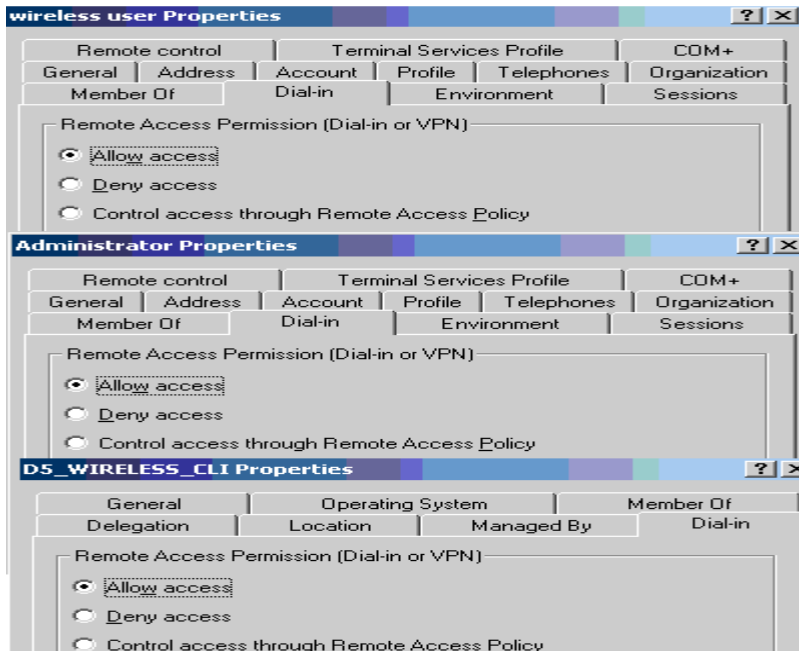 wireless user Properties
Remote control Terminal Services Profile COM+
General Address Account Profile Telephones Organization
Member Of Dial-in Environment Sessions
Remote Access Permission (Dial-in or VPN)
Allow access
Deny access
Control access through Remote Access Policy
Administrator Properties
Remote control Terminal Services Profile COM+
General Address Account Profile Telephones Organization
Member Of Dial-in Environment Sessions
Remote Access Permission (Dial-in or VPN)
Allow access
Deny access
Control access through Remote Access Policy
D5_WIRELESS_CLI Properties
General Operating System Member Of
Delegation Location Managed By Dial-in
Remote Access Permission (Dial-in or VPN)
Allow access
Deny access
Control access through Remote Access Policy